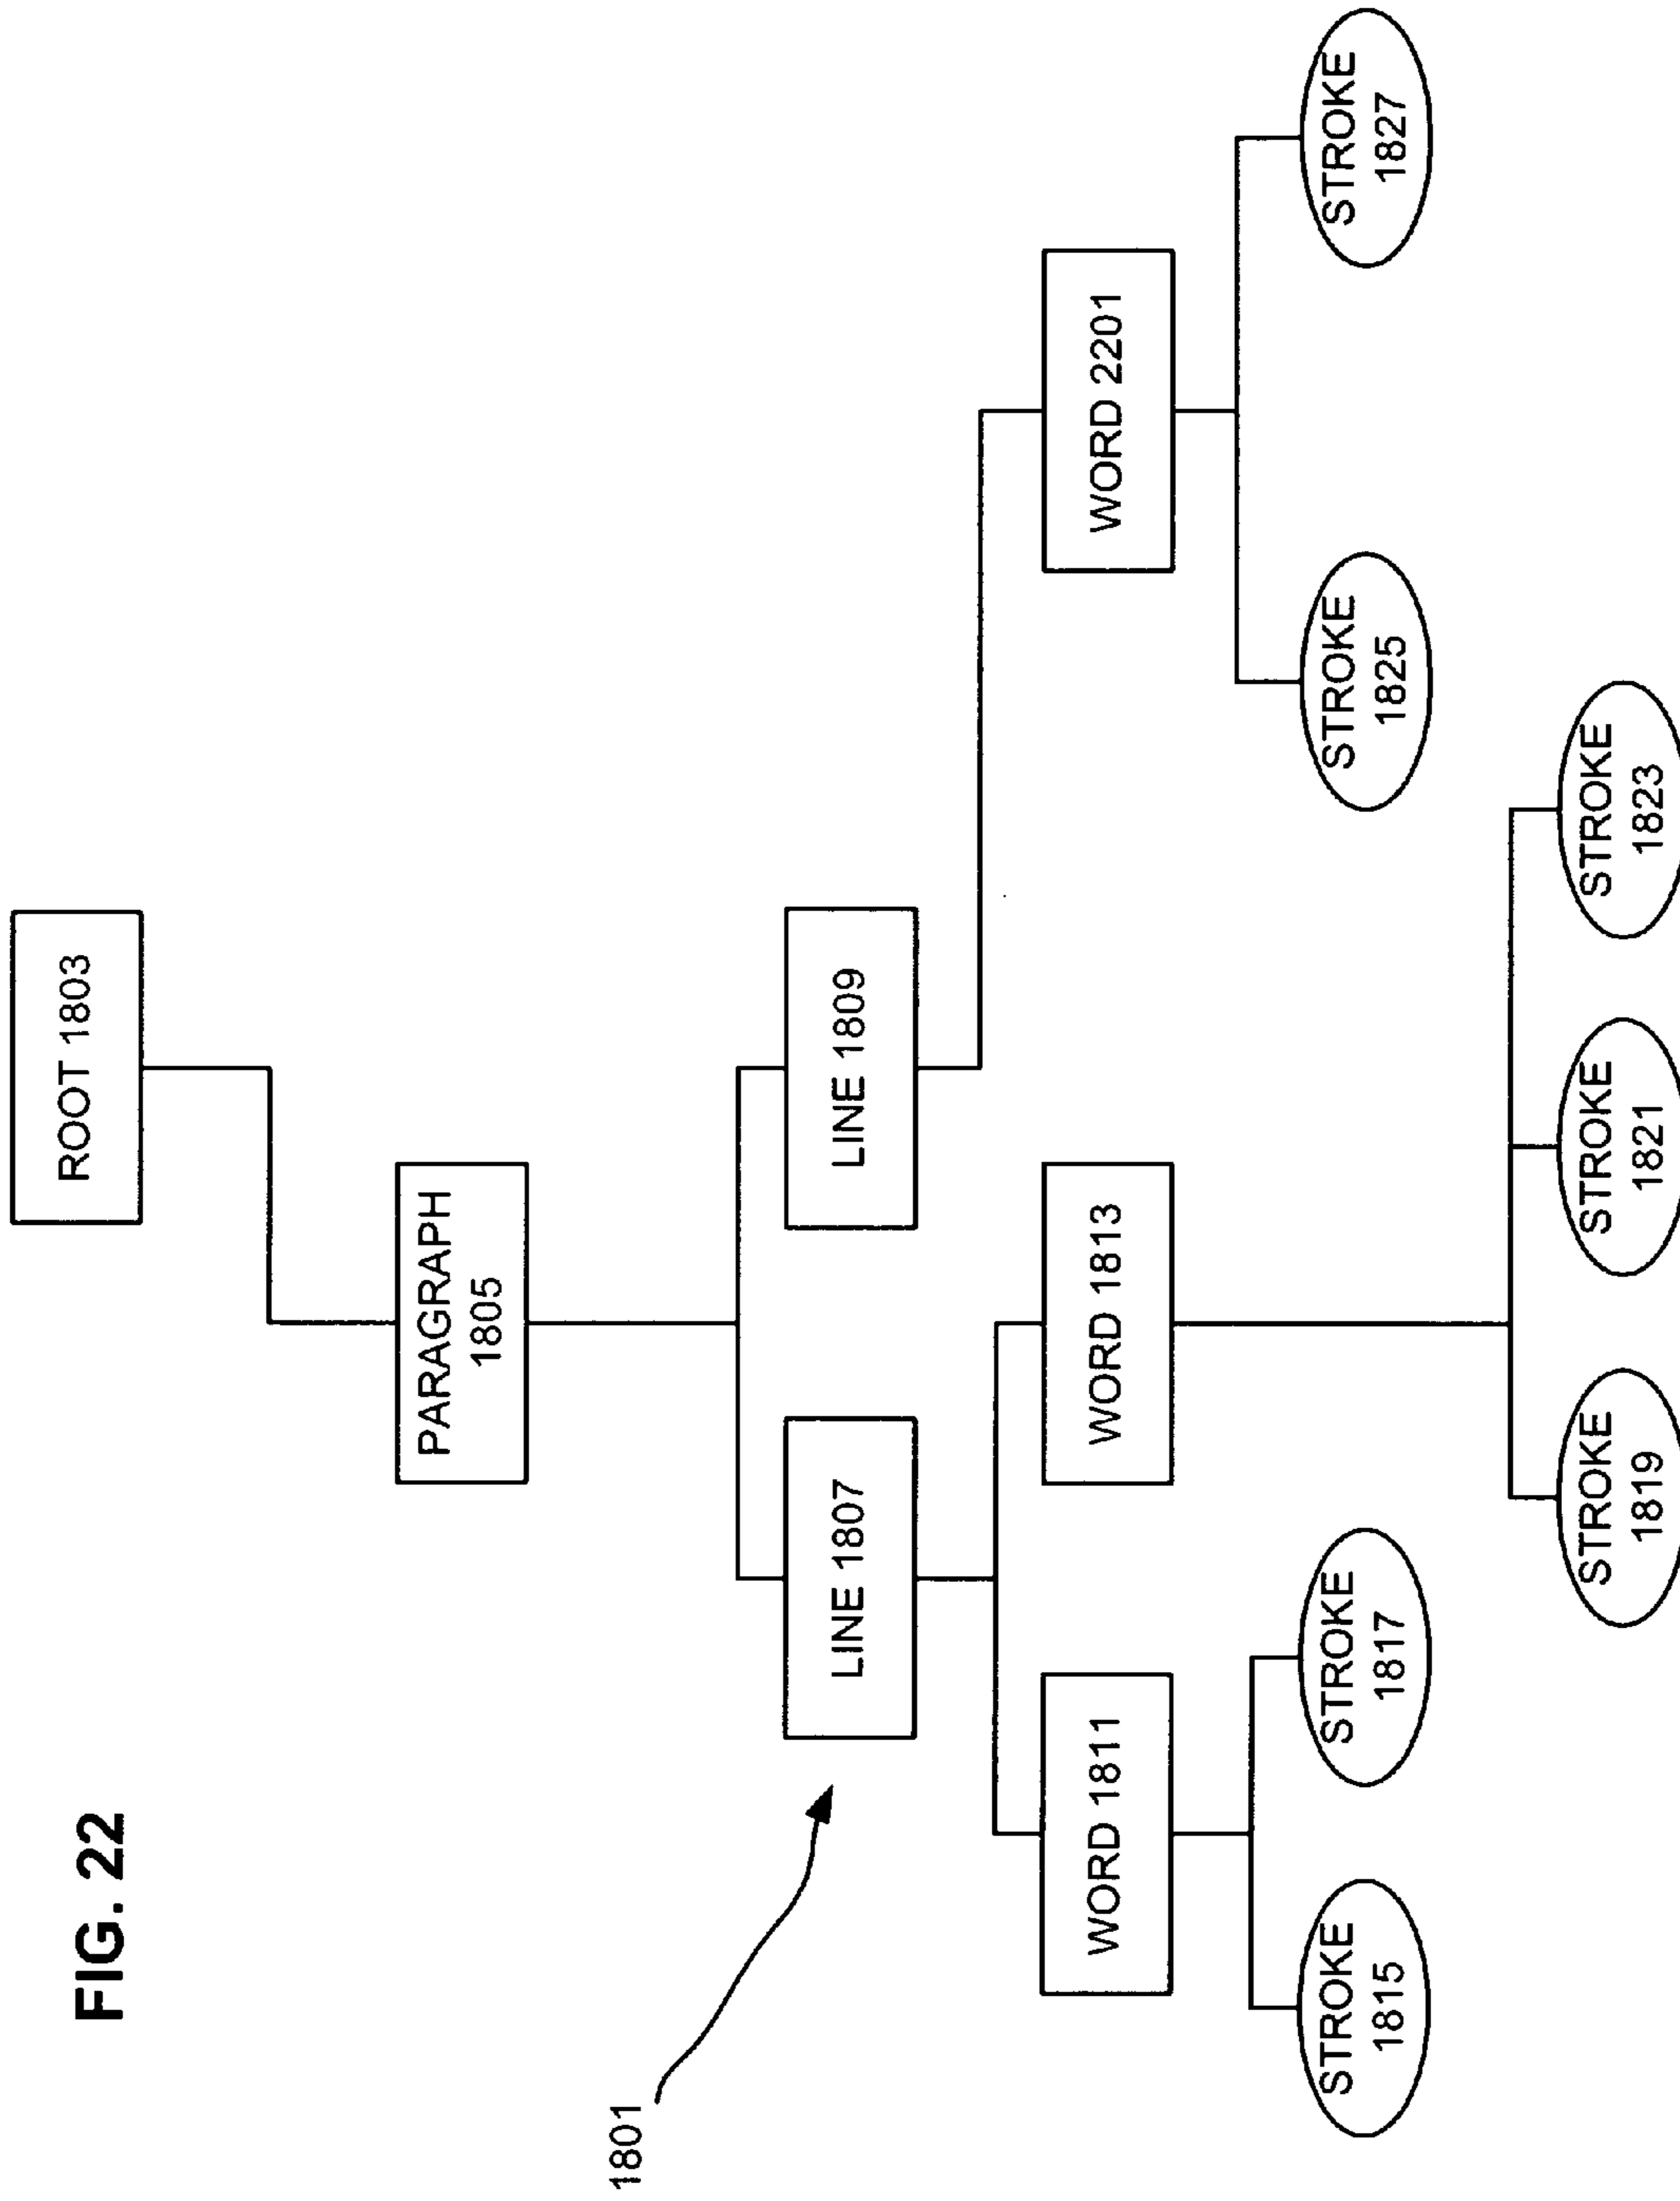 FIG. 22
1801
ROOT 1803
PARAGRAPH
1805
LINE 1807
LINE 1809
WORD 1811
WORD 1813
WORD 2201
STROKE
1815
STROKE
1817
STROKE
1819
STROKE
1821
STROKE
1823
STROKE
1825
STROKE
1827